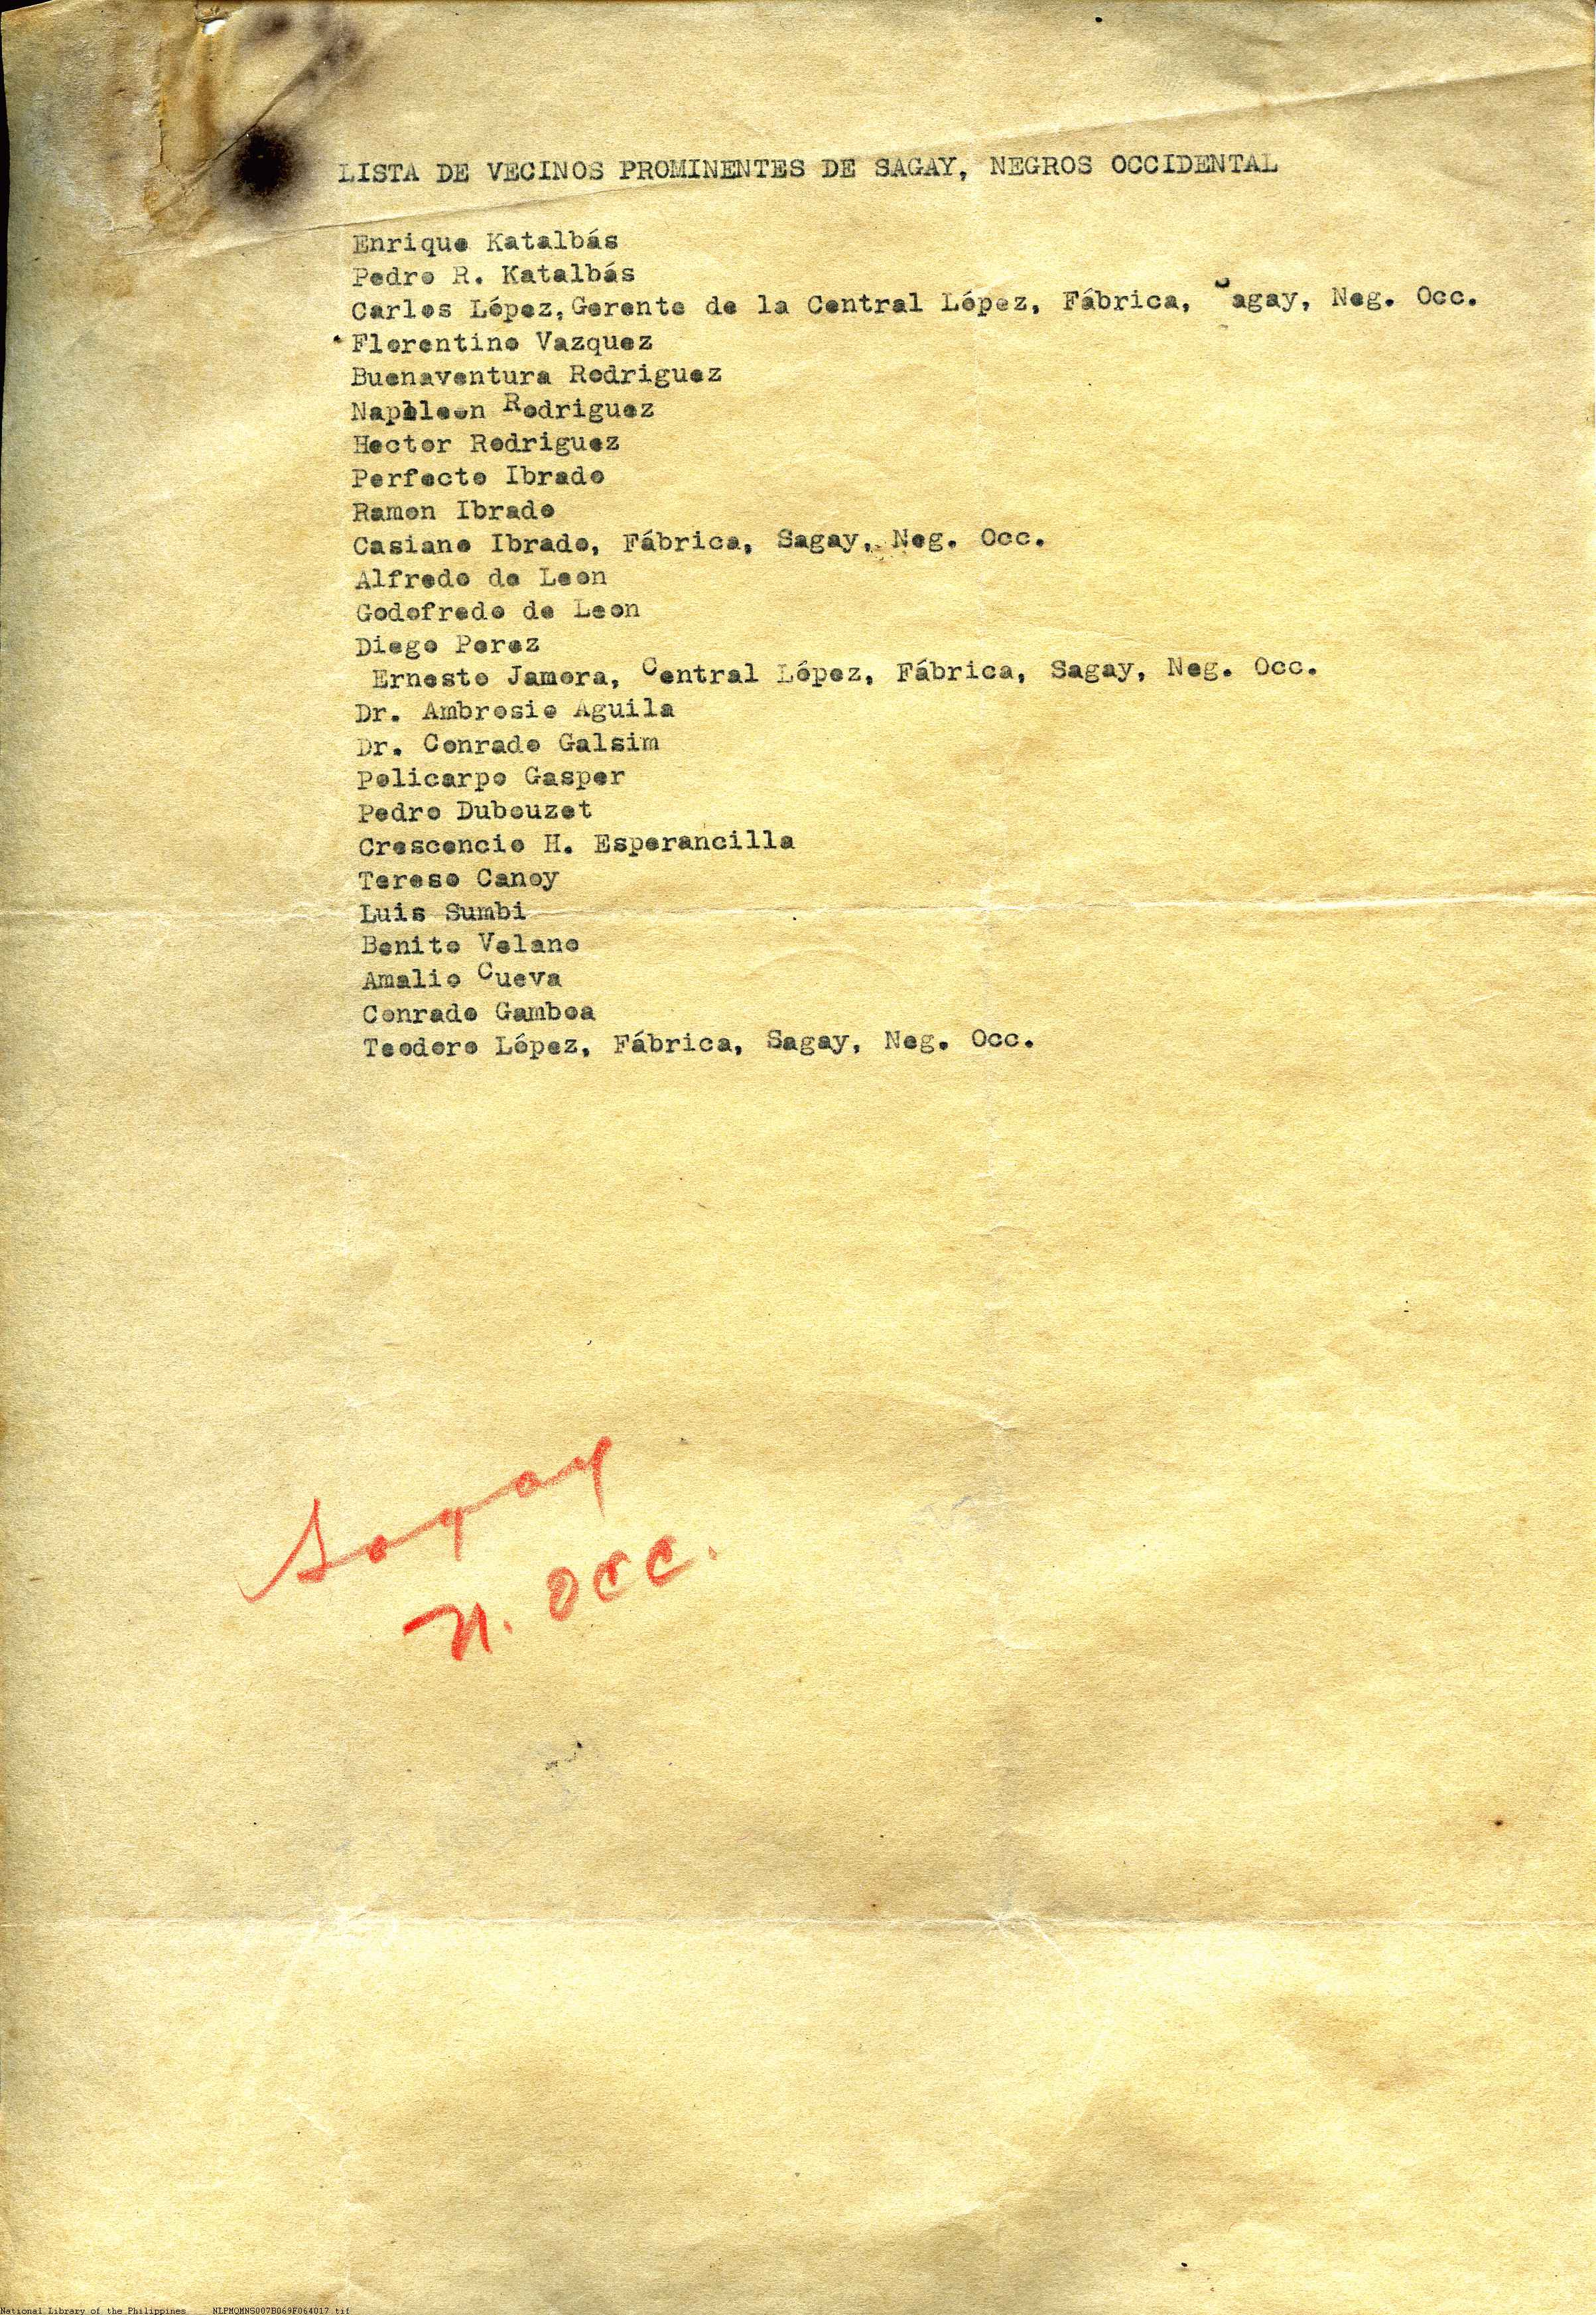 LISTA DE VECINOS PROMINENTES DE SAGAY, NEGROS OCCIDENTAL
Enrique Katalbás
Pedro R. Katalbás
Carlos López, Gerente de la Central López, Fábrica, Sagay, Neg. Occ.
Florentino Vazquez
Buenaventura Rodriguez
Napoleon Rodriguez
Hector Rodriguez
Perfecto Ibrado
Ramon Ibrado
Casiano Ibrado, Fábrica, Sagay, Neg. Occ.
Alfredo de Leon
Godofredo de Leon
Diego Perez
Ernesto Jamora, Central López, Fábrica, Sagay, Neg. Occ.
Dr. Ambrosio Aguila
Dr. Conrado Galsim
Policarpo Gasper
Pedro Dubouzet
Crescencio H. Esperancilla
Tereso Canoy
Luis Sumbi
Benito Velano
Amalio Cueva
Conrado Gamboa
Teodoro López, Fábrica, Sagay, Neg. Occ.
Sagay
N. Occ.
National Library of the Philippines NLPMQMNS007B069F064017.tif